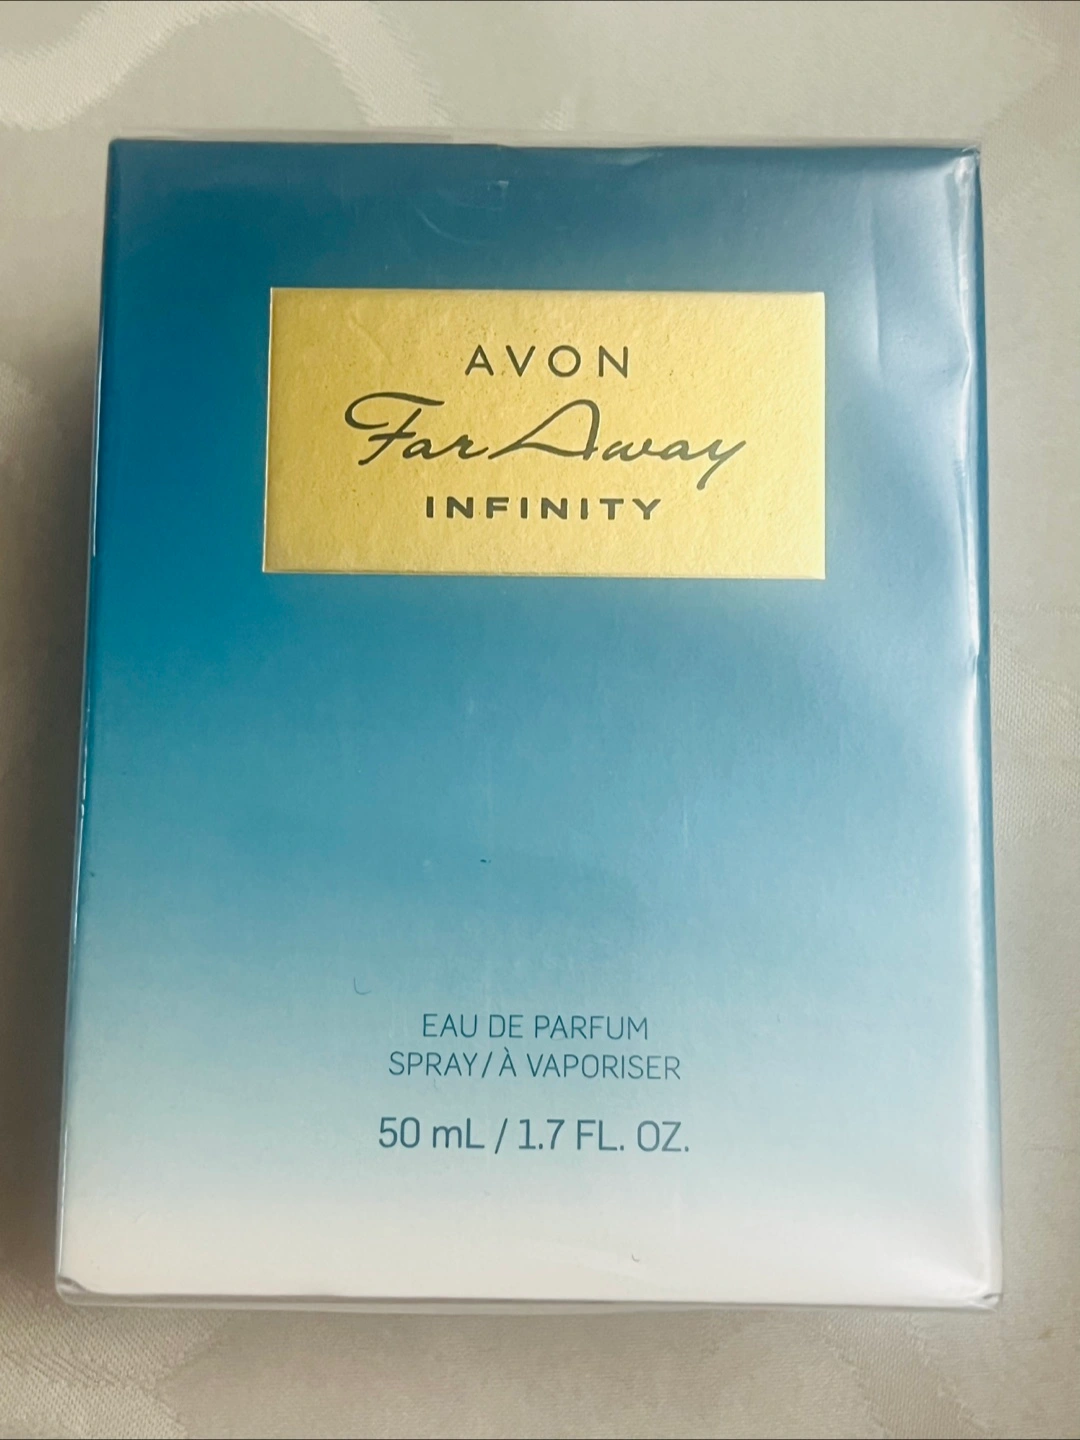 AVON
Far Away
INFINITY
EAU DE PARFUM
SPRAY/À VAPORISER
50 mL / 1.7 FL. OZ.